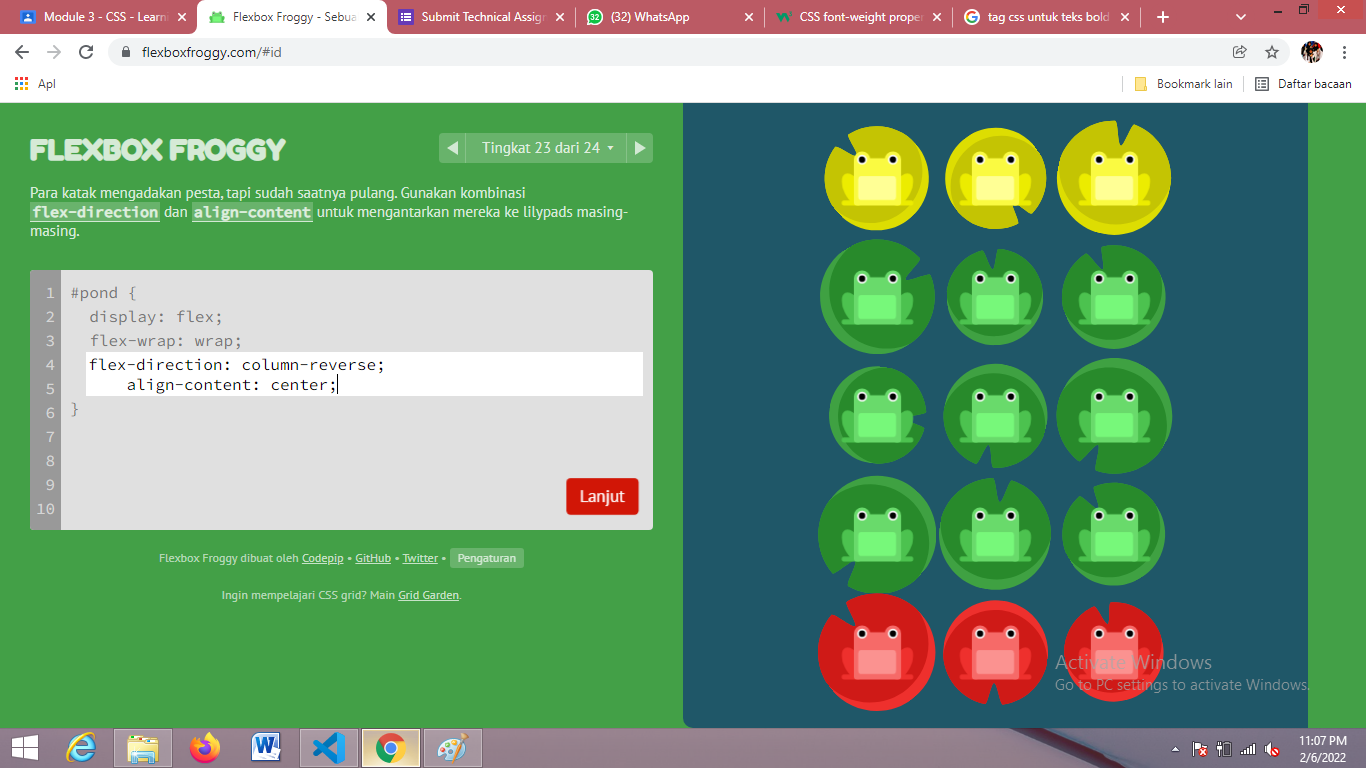 Module 3 - CSS - Learn
Flexbox Froggy - Sebua
Submit Technical Assign
32
(32) WhatsApp
CSS font-weight proper
tag css untuk teks bold
flexboxfroggy.com/#id
Apl
Bookmark lain
Daftar bacaan
FLEXBOX FROGGY
Tingkat 23 dari 24
Para katak mengadakan pesta, tapi sudah saatnya pulang. Gunakan kombinasi
flex-direction dan align-content untuk mengantarkan mereka ke lilypads masing-
masing.
1 #pond {
2 display: flex;
3 flex-wrap: wrap;
4 flex-direction: column-reverse;
5 align-content: center;
6 }
7
8
9
10
Lanjut
Flexbox Froggy dibuat oleh Codepip • GitHub • Twitter • Pengaturan
Ingin mempelajari CSS grid? Main Grid Garden.
Activate Windows
Go to PC settings to activate Windows.
11:07 PM
2/6/2022